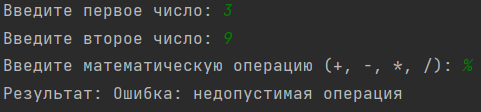 Введите первое число: 3
Введите второе число: 9
Введите математическую операцию (+, -, *, /): %
Результат: Ошибка: недопустимая операция